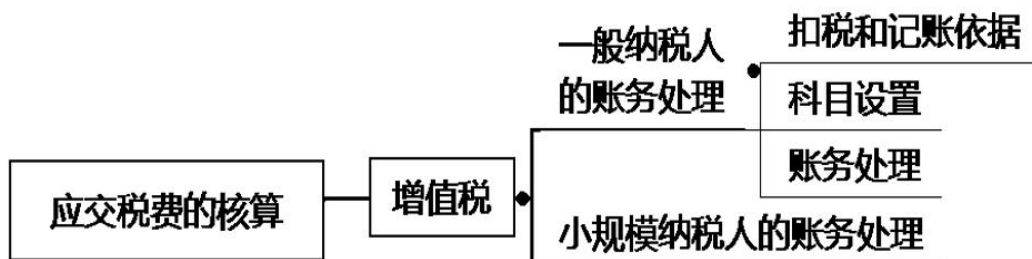 应交税费的核算
增值税
一般纳税人
的账务处理
扣税和记账依据
科目设置
账务处理
小规模纳税人的账务处理